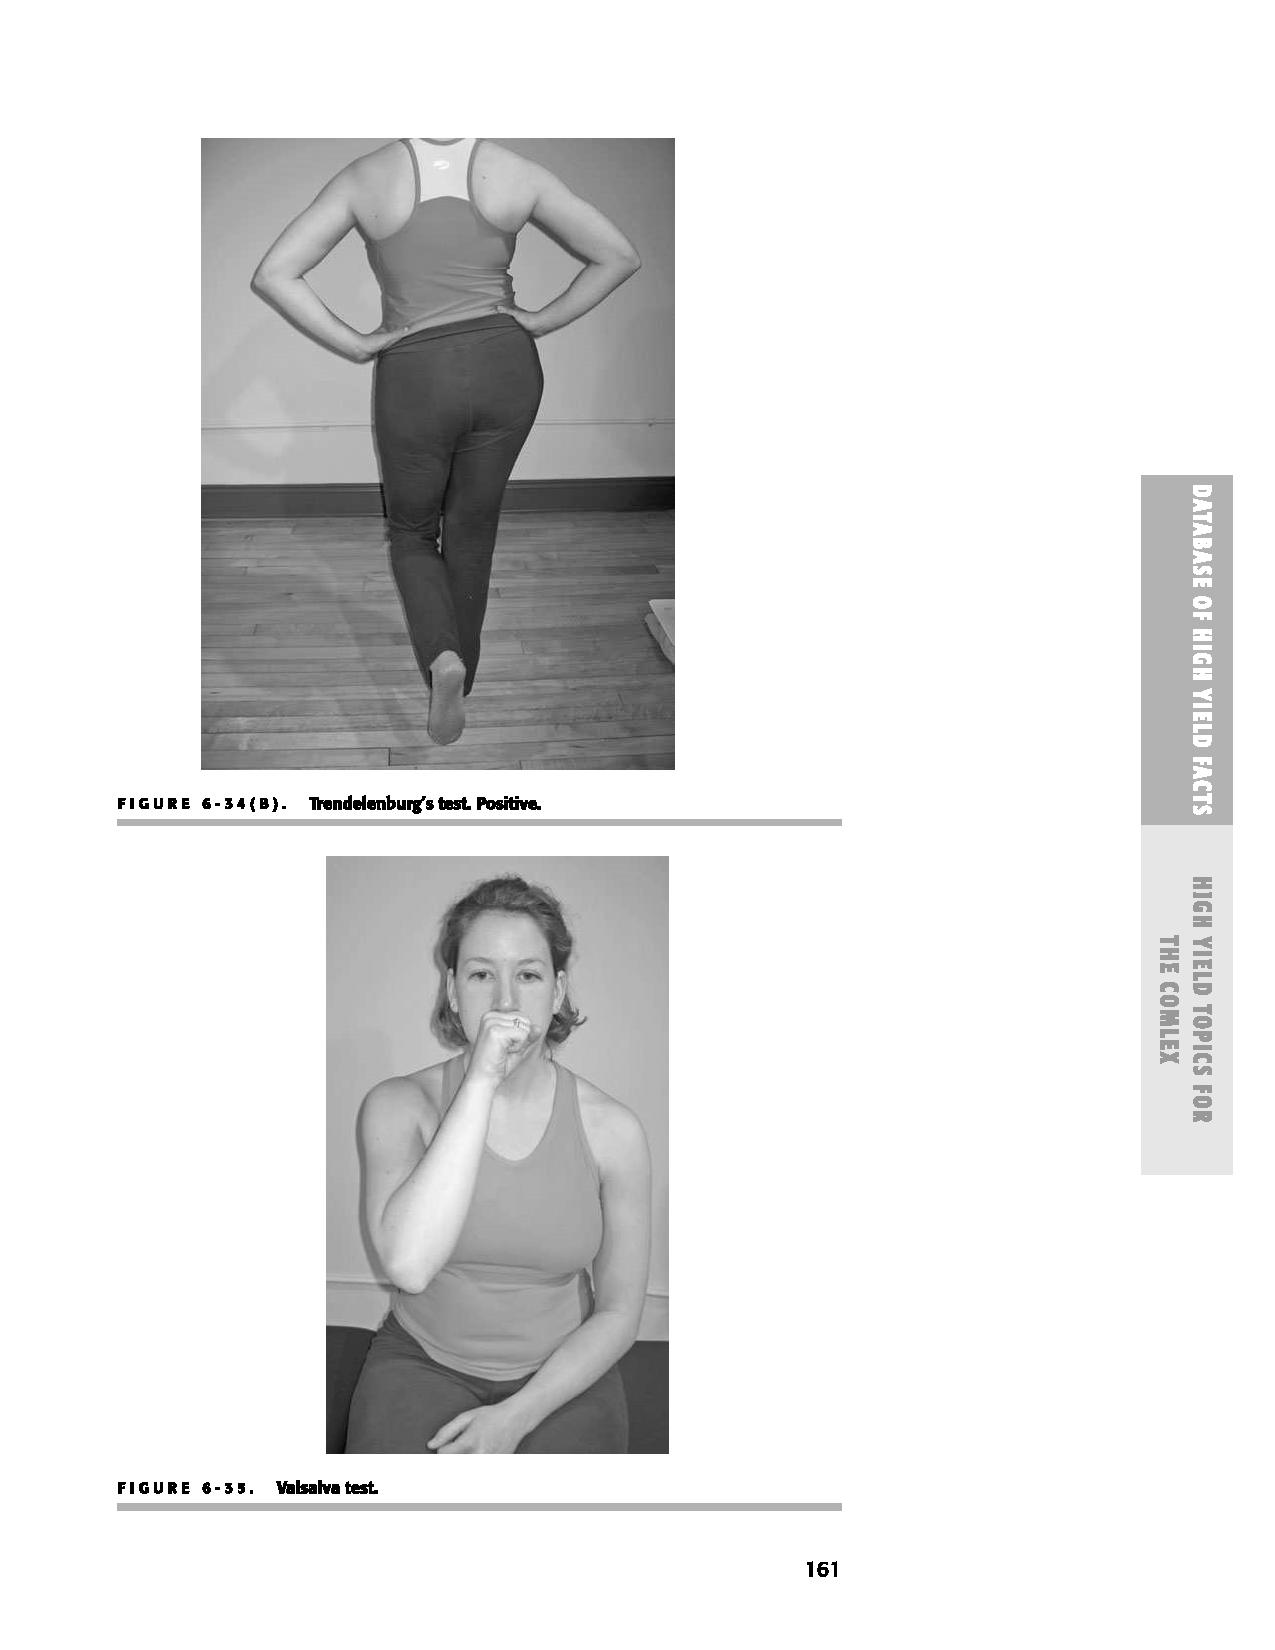 FIGURE 6-34(B). Trendelenburg's test. Positive.
FIGURE 6-35. Valsalva test.
161
DATABASE OF HIGH YIELD FACTS
HIGH YIELD TOPICS FOR
THE COMLEX